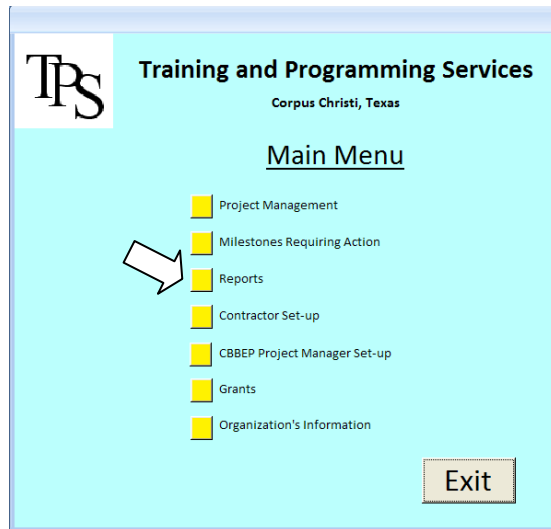 TPS
Training and Programming Services
Corpus Christi, Texas
Main Menu
Project Management
Milestones Requiring Action
Reports
Contractor Set-up
CBBEP Project Manager Set-up
Grants
Organization's Information
Exit